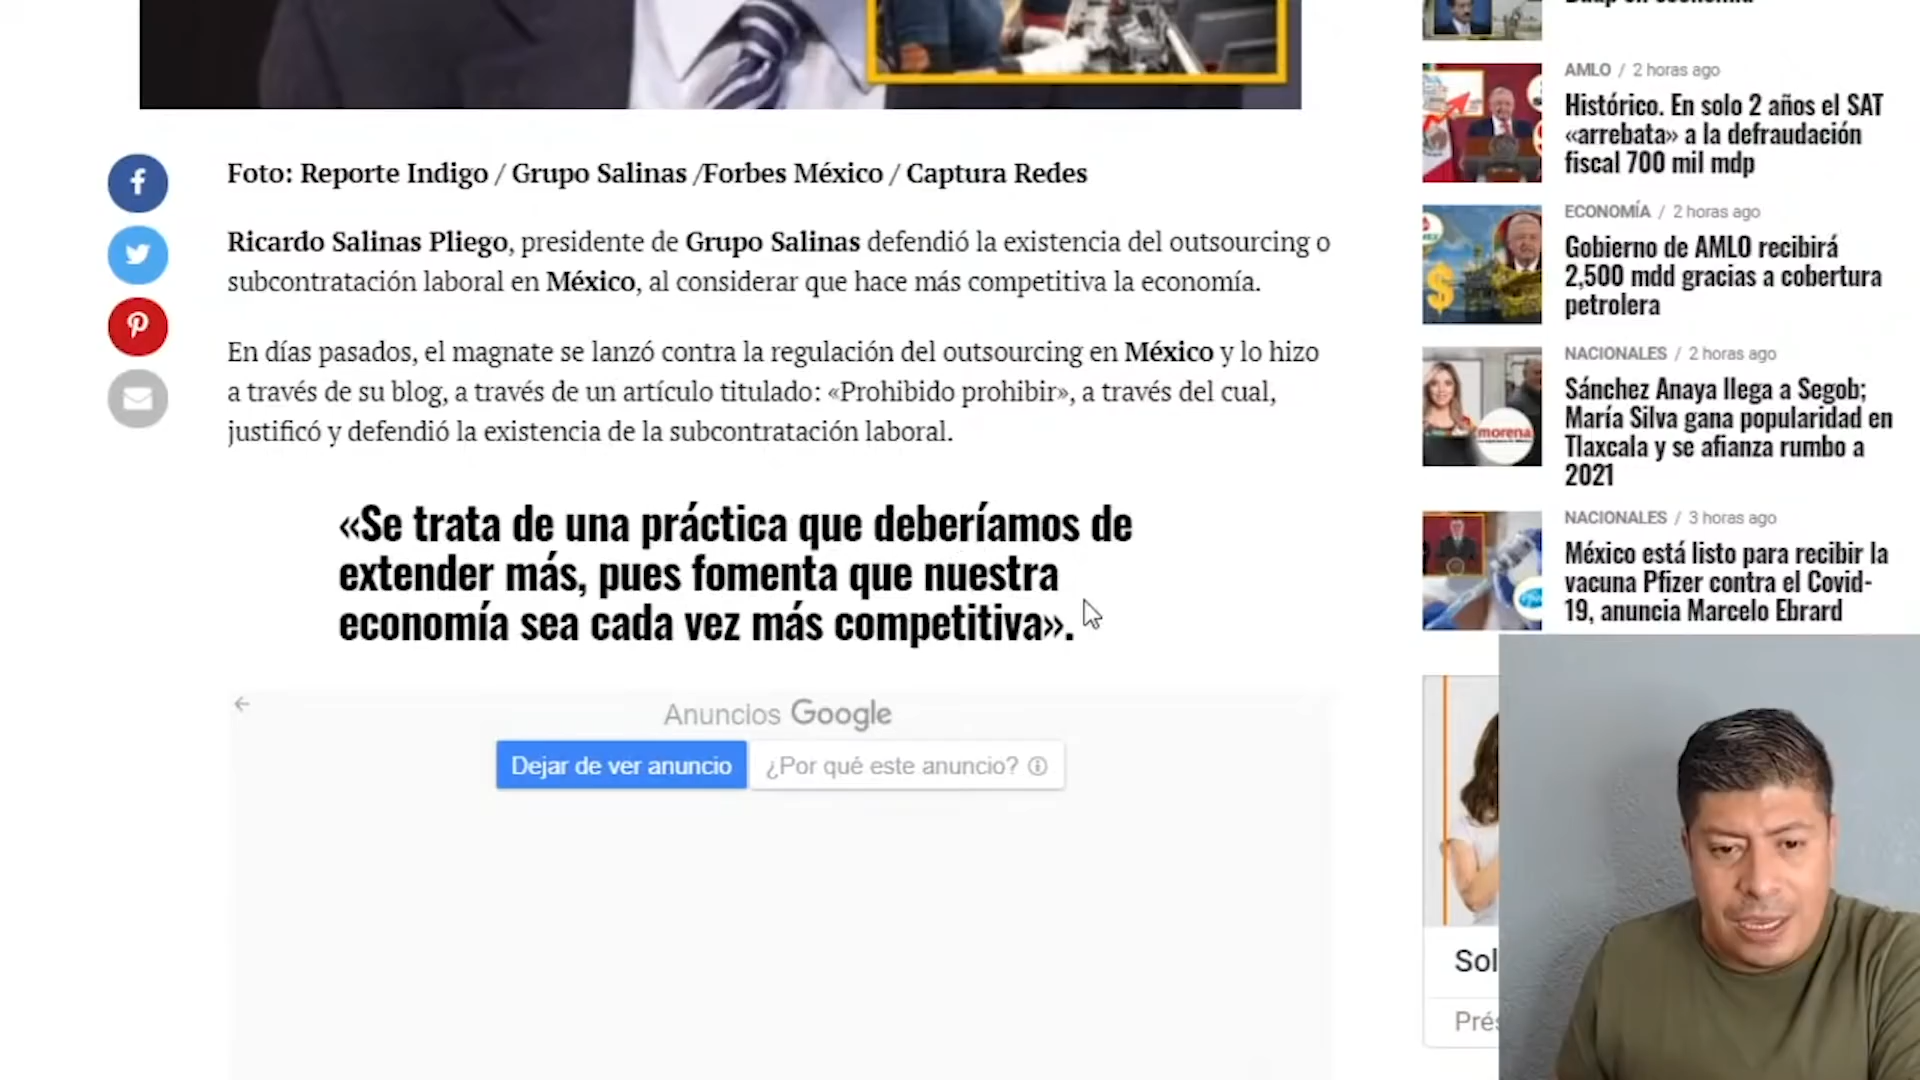 Foto: Reporte Indigo / Grupo Salinas /Forbes México / Captura Redes
Ricardo Salinas Pliego, presidente de Grupo Salinas defendió la existencia del outsourcing o
subcontratación laboral en México, al considerar que hace más competitiva la economía.
En días pasados, el magnate se lanzó contra la regulación del outsourcing en México y lo hizo
a través de su blog, a través de un artículo titulado: «Prohibido prohibir», a través del cual,
justificó y defendió la existencia de la subcontratación laboral.
«Se trata de una práctica que deberíamos de
extender más, pues fomenta que nuestra
economía sea cada vez más competitiva».
Anuncios Google
Dejar de ver anuncio
¿Por qué este anuncio?
AMLO / 2 horas ago
Histórico. En solo 2 años el SAT
«arrebata» a la defraudación
fiscal 700 mil mdp
ECONOMÍA / 2 horas ago
Gobierno de AMLO recibirá
2,500 mdd gracias a cobertura
petrolera
NACIONALES / 2 horas ago
Sánchez Anaya llega a Segob;
María Silva gana popularidad en
Tlaxcala y se afianza rumbo a
2021
morena
NACIONALES / 3 horas ago
México está listo para recibir la
vacuna Pfizer contra el Covid-
19, anuncia Marcelo Ebrard
Sol
Prés